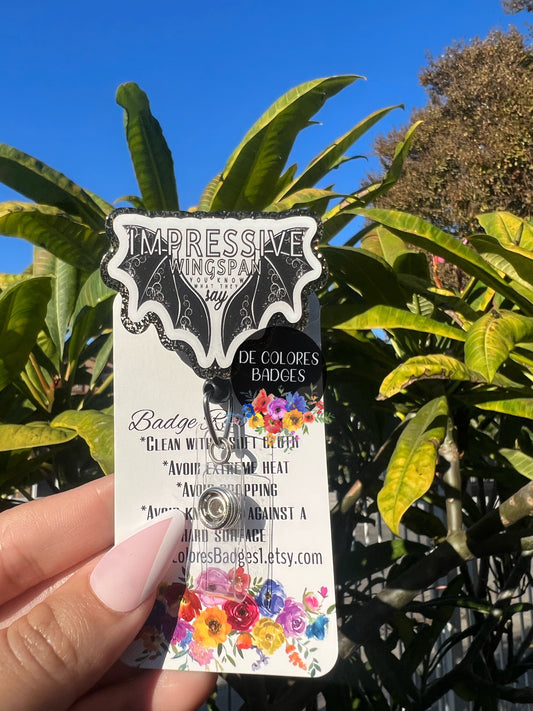 IMPRESSIVE
WINGSPAN
YOU KNOW
WHAT THEY
say
DE COLORES
BADGES
Badge
*CLEAN WITH SOFT CLOTH
*AVOID EXTREME HEAT
*AVOID DROPPING
*AVOID AGAINST A
HARD SURFACE
ColoresBadges1.etsy.com